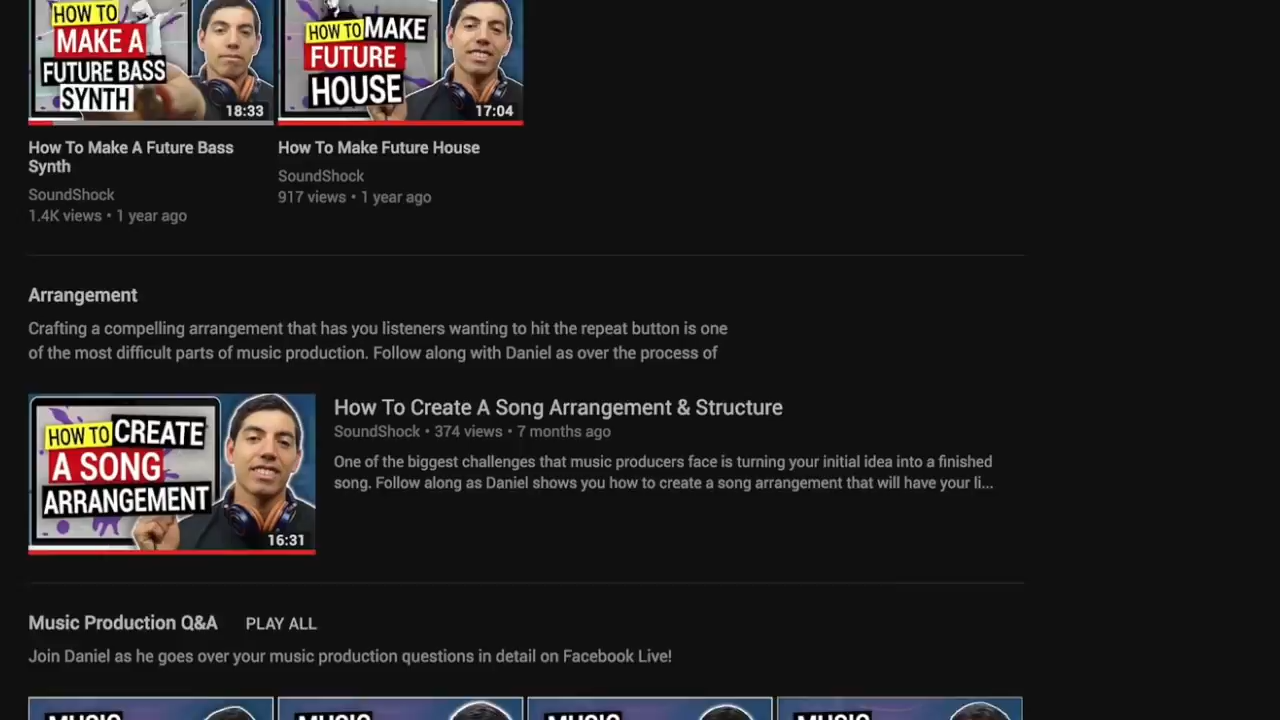 HOW TO
MAKE A
FUTURE BASS
SYNTH
18:33
HOW TO MAKE
FUTURE
HOUSE
17:04
How To Make A Future Bass
Synth
SoundShock
1.4K views • 1 year ago
How To Make Future House
SoundShock
917 views • 1 year ago
Arrangement
Crafting a compelling arrangement that has you listeners wanting to hit the repeat button is one
of the most difficult parts of music production. Follow along with Daniel as over the process of
HOW TO CREATE
A SONG
ARRANGEMENT
16:31
How To Create A Song Arrangement & Structure
SoundShock • 374 views • 7 months ago
One of the biggest challenges that music producers face is turning your initial idea into a finished
song. Follow along as Daniel shows you how to create a song arrangement that will have your li...
Music Production Q&A PLAY ALL
Join Daniel as he goes over your music production questions in detail on Facebook Live!
MUSIC
MUSIC
MUSIC
MUSIC